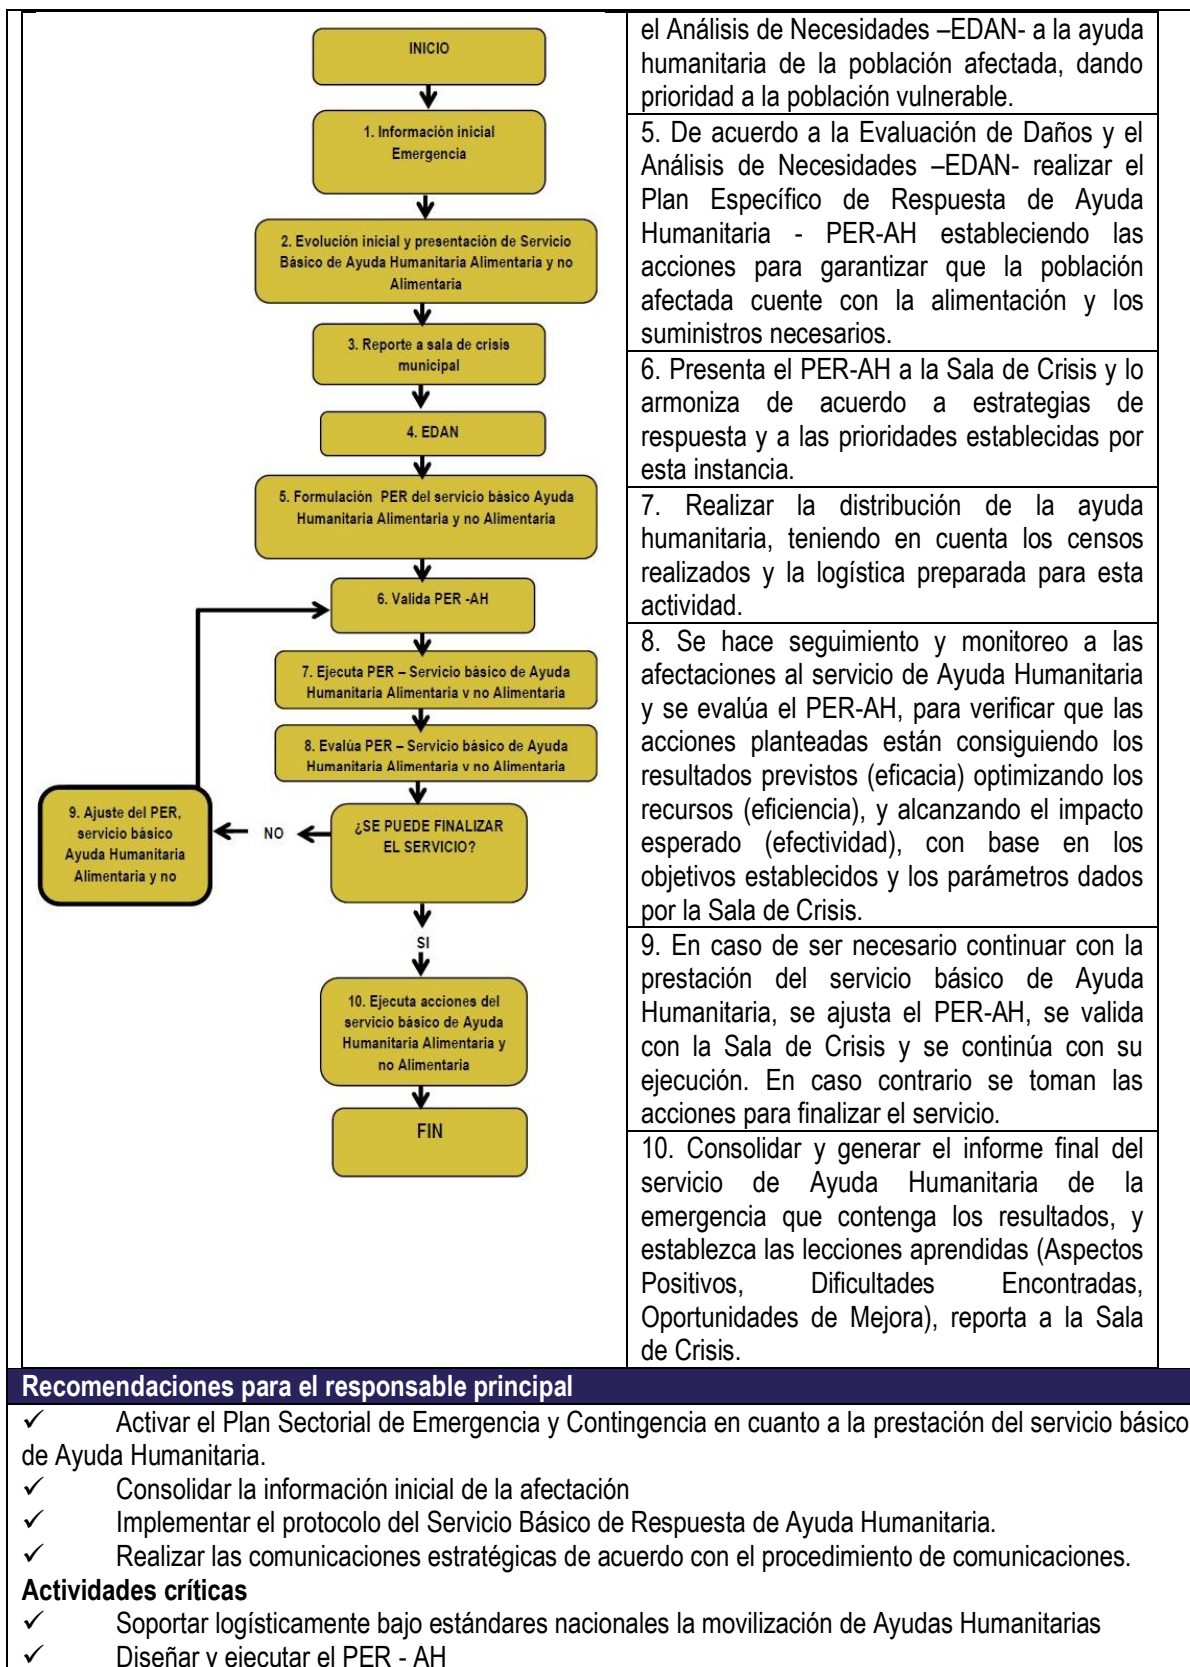 INICIO
1. Información inicial
Emergencia
2. Evolución inicial y presentación de Servicio
Básico de Ayuda Humanitaria Alimentaria y no
Alimentaria
3. Reporte a sala de crisis
municipal
4. EDAN
5. Formulación PER del servicio básico Ayuda
Humanitaria Alimentaria y no Alimentaria
6. Valida PER -AH
7. Ejecuta PER – Servicio básico de Ayuda
Humanitaria Alimentaria y no Alimentaria
8. Evalúa PER – Servicio básico de Ayuda
Humanitaria Alimentaria y no Alimentaria
9. Ajuste del PER,
servicio básico
Ayuda Humanitaria
Alimentaria y no
NO
¿SE PUEDE FINALIZAR
EL SERVICIO?
SI
10. Ejecuta acciones del
servicio básico de Ayuda
Humanitaria Alimentaria y
no Alimentaria
FIN
el Análisis de Necesidades –EDAN- a la ayuda
humanitaria de la población afectada, dando
prioridad a la población vulnerable.
5. De acuerdo a la Evaluación de Daños y el
Análisis de Necesidades –EDAN- realizar el
Plan Específico de Respuesta de Ayuda
Humanitaria - PER-AH estableciendo las
acciones para garantizar que la población
afectada cuente con la alimentación y los
suministros necesarios.
6. Presenta el PER-AH a la Sala de Crisis y lo
armoniza de acuerdo a estrategias de
respuesta y a las prioridades establecidas por
esta instancia.
7. Realizar la distribución de la ayuda
humanitaria, teniendo en cuenta los censos
realizados y la logística preparada para esta
actividad.
8. Se hace seguimiento y monitoreo a las
afectaciones al servicio de Ayuda Humanitaria
y se evalúa el PER-AH, para verificar que las
acciones planteadas están consiguiendo los
resultados previstos (eficacia) optimizando los
recursos (eficiencia), y alcanzando el impacto
esperado (efectividad), con base en los
objetivos establecidos y los parámetros dados
por la Sala de Crisis.
9. En caso de ser necesario continuar con la
prestación del servicio básico de Ayuda
Humanitaria, se ajusta el PER-AH, se valida
con la Sala de Crisis y se continúa con su
ejecución. En caso contrario se toman las
acciones para finalizar el servicio.
10. Consolidar y generar el informe final del
servicio de Ayuda Humanitaria de la
emergencia que contenga los resultados, y
establezca las lecciones aprendidas (Aspectos
Positivos, Dificultades Encontradas,
Oportunidades de Mejora), reporta a la Sala
de Crisis.
Recomendaciones para el responsable principal
✓ Activar el Plan Sectorial de Emergencia y Contingencia en cuanto a la prestación del servicio básico
de Ayuda Humanitaria.
✓ Consolidar la información inicial de la afectación
✓ Implementar el protocolo del Servicio Básico de Respuesta de Ayuda Humanitaria.
✓ Realizar las comunicaciones estratégicas de acuerdo con el procedimiento de comunicaciones.
Actividades críticas
✓ Soportar logísticamente bajo estándares nacionales la movilización de Ayudas Humanitarias
✓ Diseñar y ejecutar el PER - AH